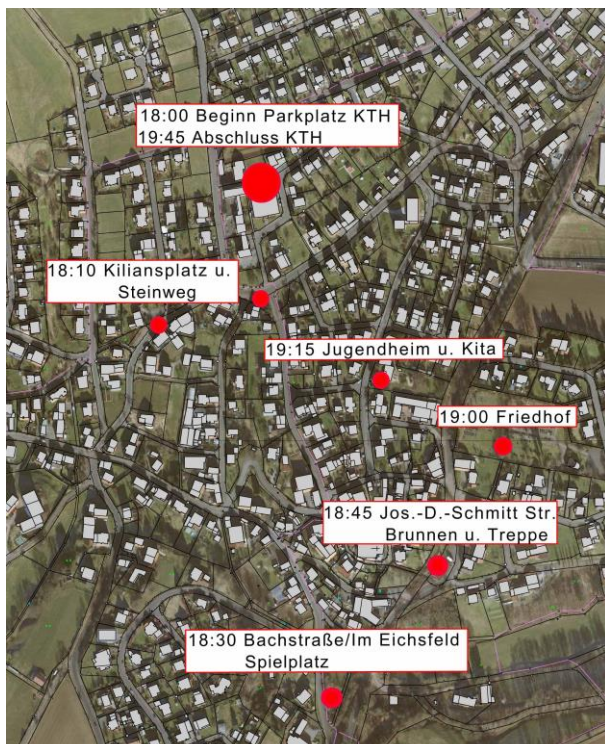 18:00 Beginn Parkplatz KTH
19:45 Abschluss KTH
18:10 Kiliansplatz u.
Steinweg
19:15 Jugendheim u. Kita
19:00 Friedhof
18:45 Jos.-D.-Schmitt Str.
Brunnen u. Treppe
18:30 Bachstraße/Im Eichsfeld
Spielplatz